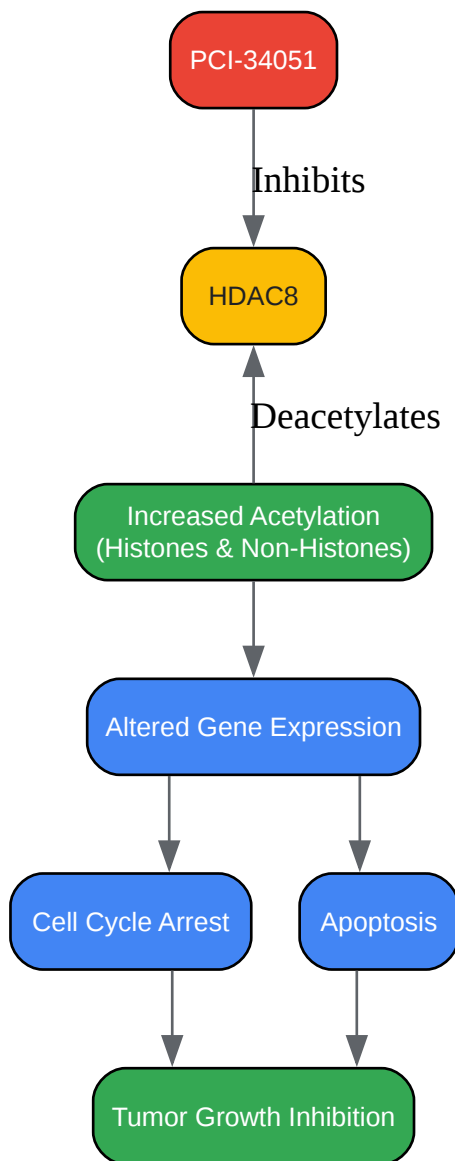 PCI-34051
Inhibits
HDAC8
Deacetylates
Increased Acetylation
(Histones & Non-Histones)
Altered Gene Expression
Cell Cycle Arrest
Apoptosis
Tumor Growth Inhibition